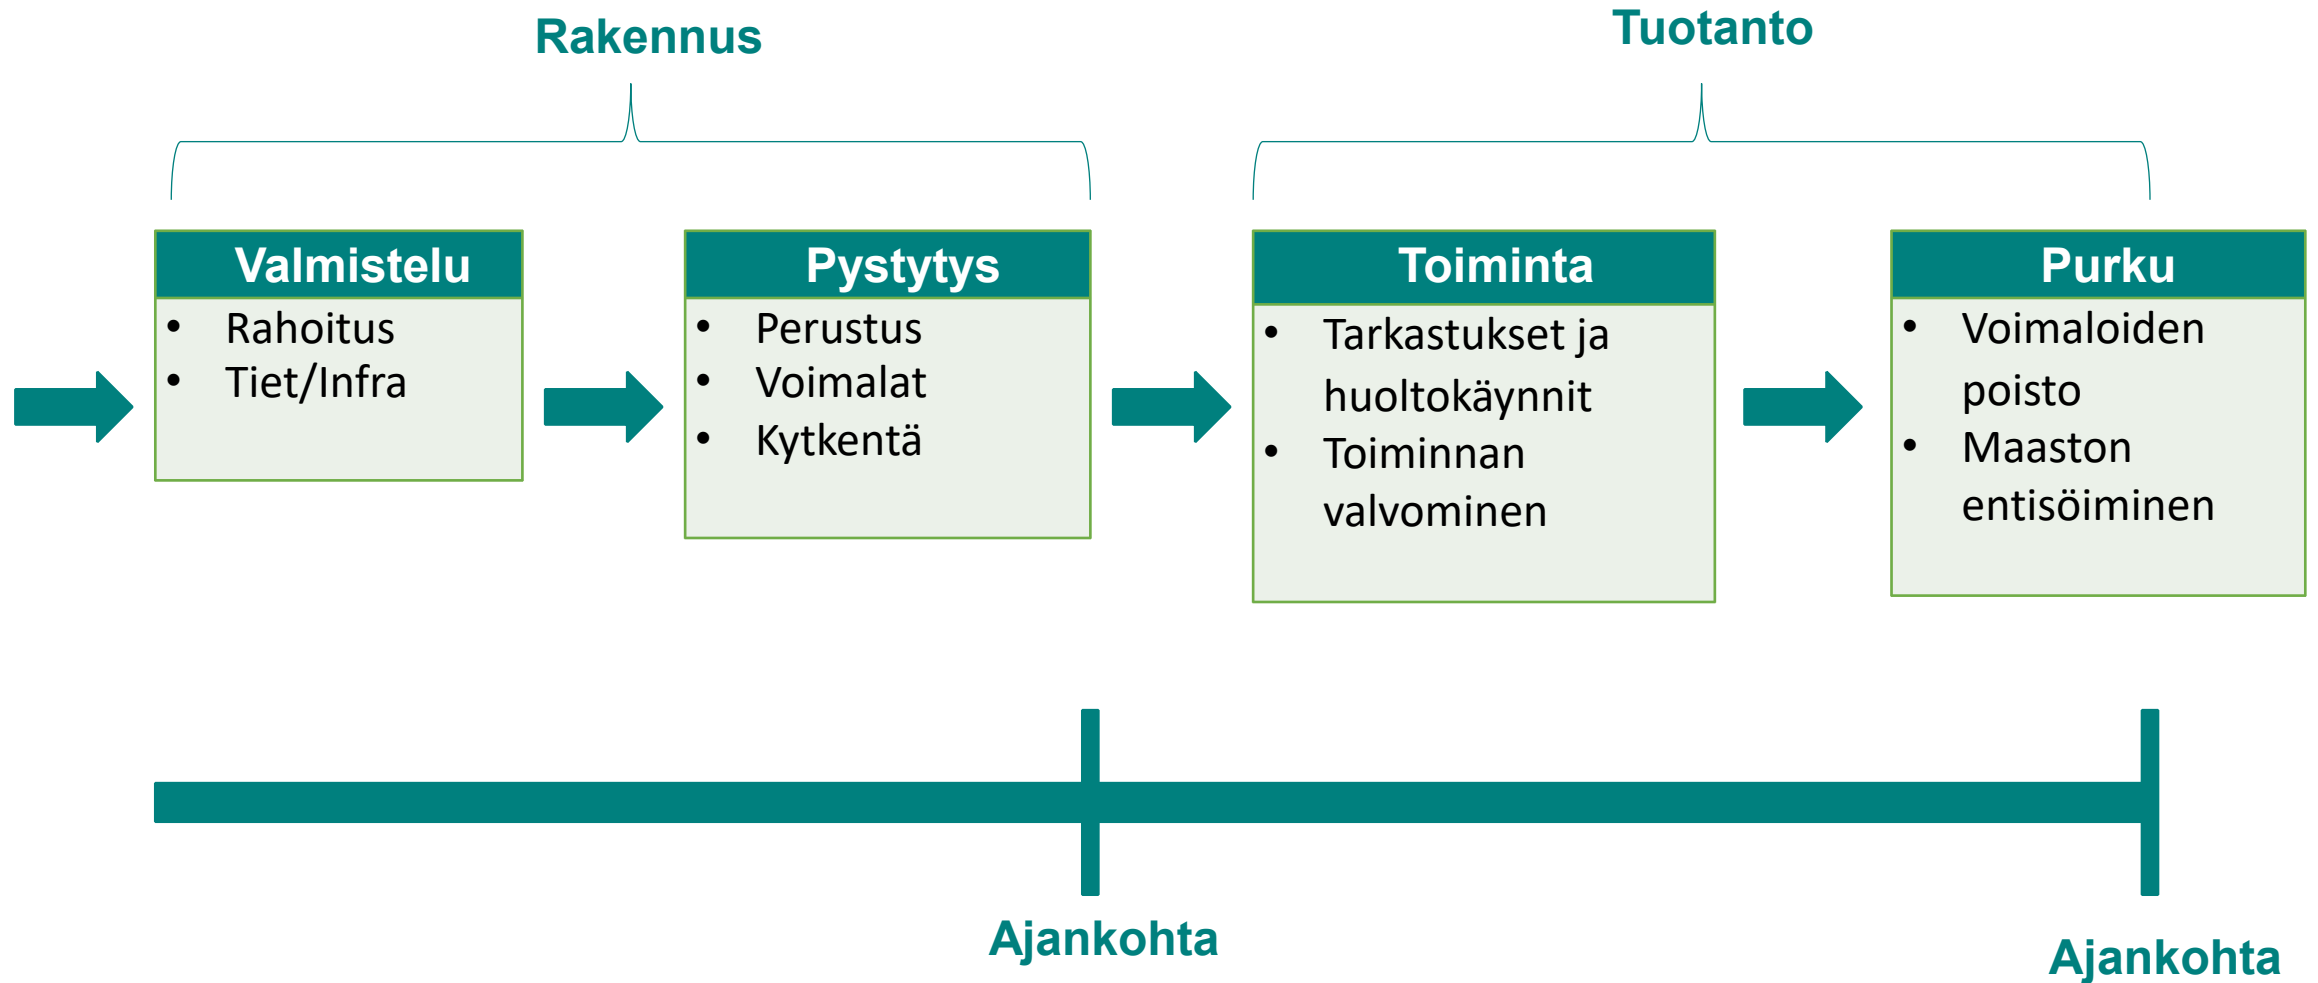 Rakennus
Tuotanto
Valmistelu
• Rahoitus
• Tiet/Infra
Pystytys
• Perustus
• Voimalat
• Kytkentä
Toiminta
• Tarkastukset ja
huoltokäynnit
• Toiminnan
valvominen
Purku
• Voimaloiden
poisto
• Maaston
entisöiminen
Ajankohta
Ajankohta